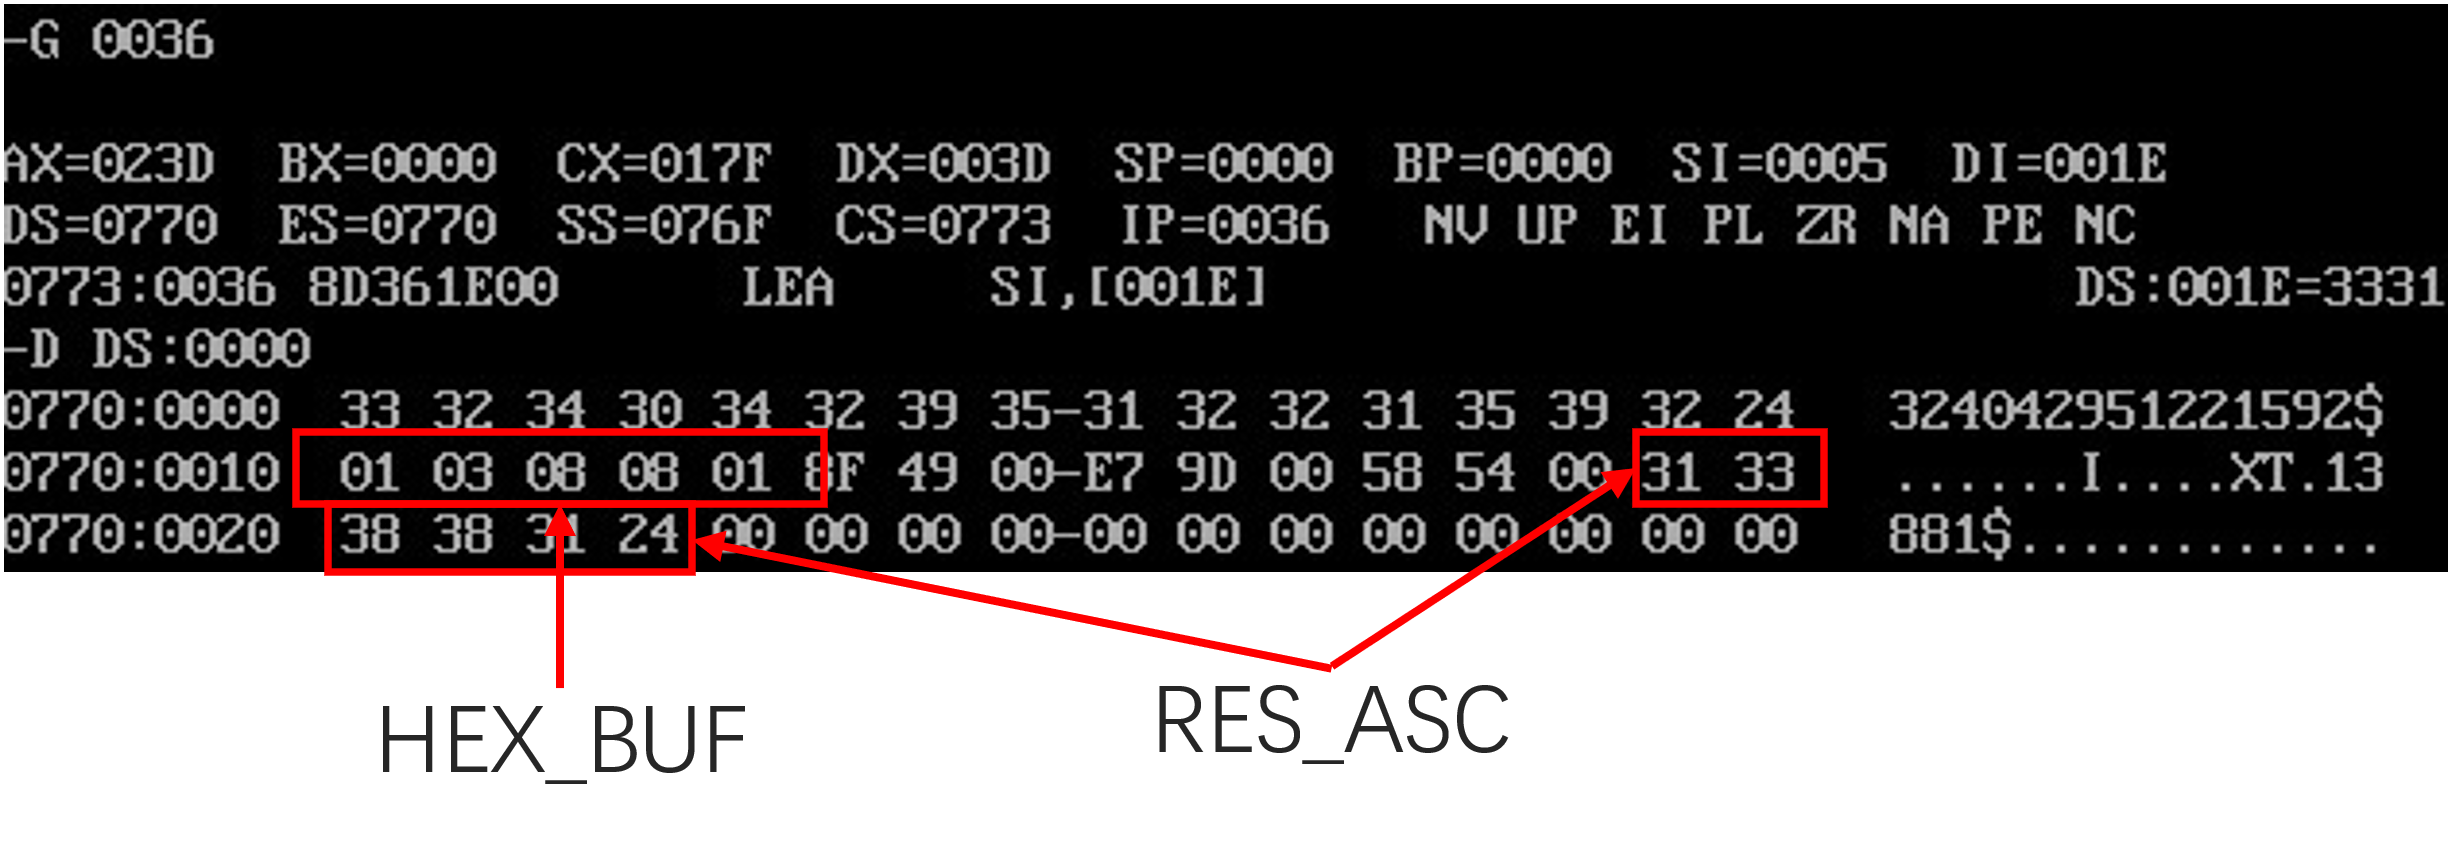 -G 0036
AX=023D BX=0000 CX=017F DX=003D SP=0000 BP=0000 SI=0005 DI=001E
DS=0770 ES=0770 SS=076F CS=0773 IP=0036 NV UP EI PL ZR NA PE NC
0773:0036 8D361E00 LEA SI,[001E] DS:001E=3331
-D DS:0000
0770:0000 33 32 34 30 34 32 39 35-31 32 32 31 35 39 32 24 324042951221592$
0770:0010 01 03 08 08 01 8F 49 00-E7 9D 00 58 54 00 31 33 ......I....XT.13
0770:0020 38 38 31 24 00 00 00 00-00 00 00 00 00 00 00 00 881$............
HEX_BUF
RES_ASC